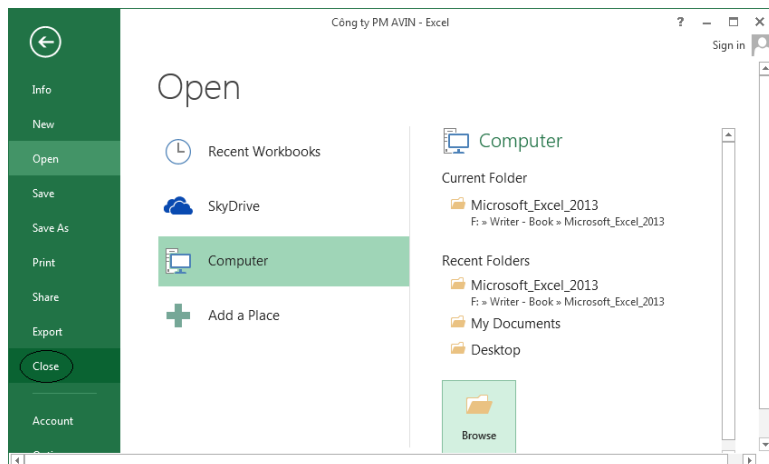 Công ty PM AVIN - Excel
?
Sign in
Info
New
Open
Save
Save As
Print
Share
Export
Close
Account
Open
Recent Workbooks
SkyDrive
Computer
Add a Place
Computer
Current Folder
Microsoft_Excel_2013
F: » Writer - Book » Microsoft_Excel_2013
Recent Folders
Microsoft_Excel_2013
F: » Writer - Book » Microsoft_Excel_2013
My Documents
Desktop
Browse